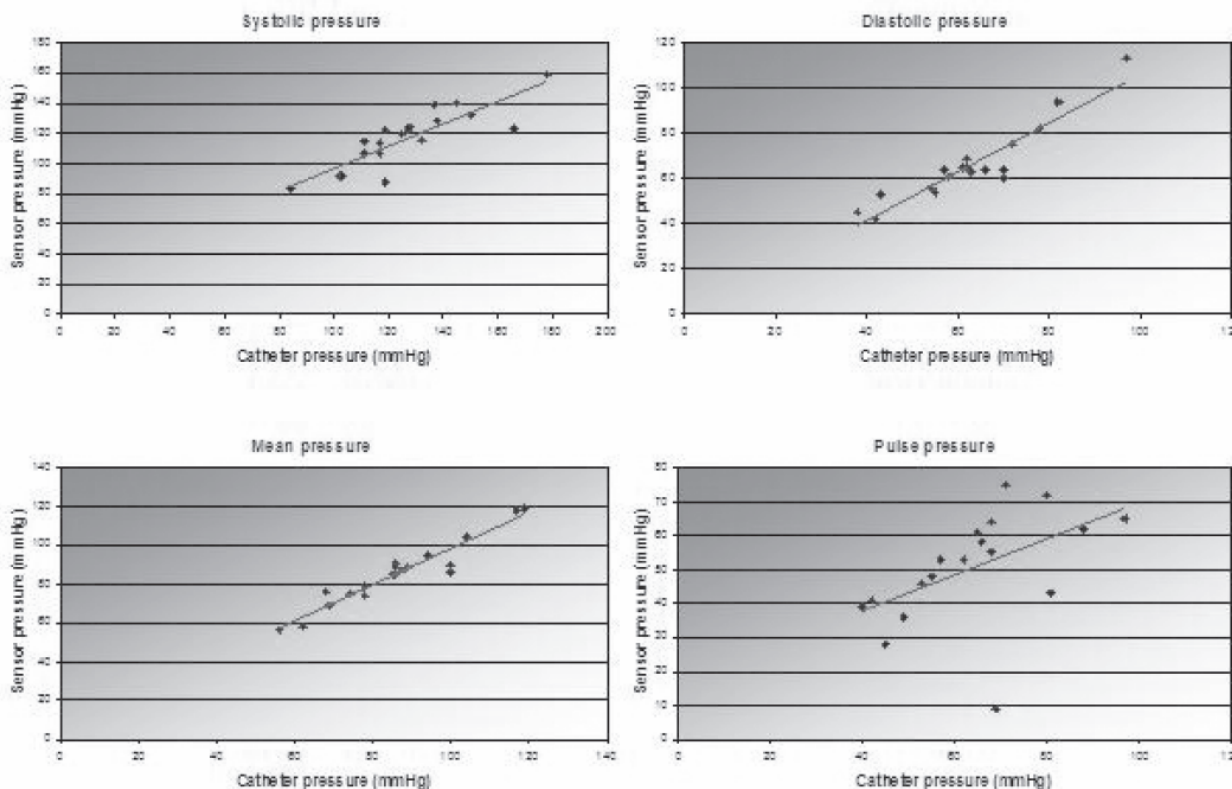 Systolic pressure
Sensor pressure (mmHg)
180
160
140
120
100
80
60
40
20
0
0 20 40 60 80 100 120 140 160 180 200
Catheter pressure (mmHg)
Diastolic pressure
Sensor pressure (mmHg)
120
100
80
60
40
20
0
0 20 40 60 80 100 120
Catheter pressure (mmHg)
Mean pressure
Sensor pressure (mmHg)
140
120
100
80
60
40
20
0
0 20 40 60 80 100 120 140
Catheter pressure (mmHg)
Pulse pressure
Sensor pressure (mmHg)
80
70
60
50
40
30
20
10
0
0 20 40 60 80 100
Catheter pressure (mmHg)